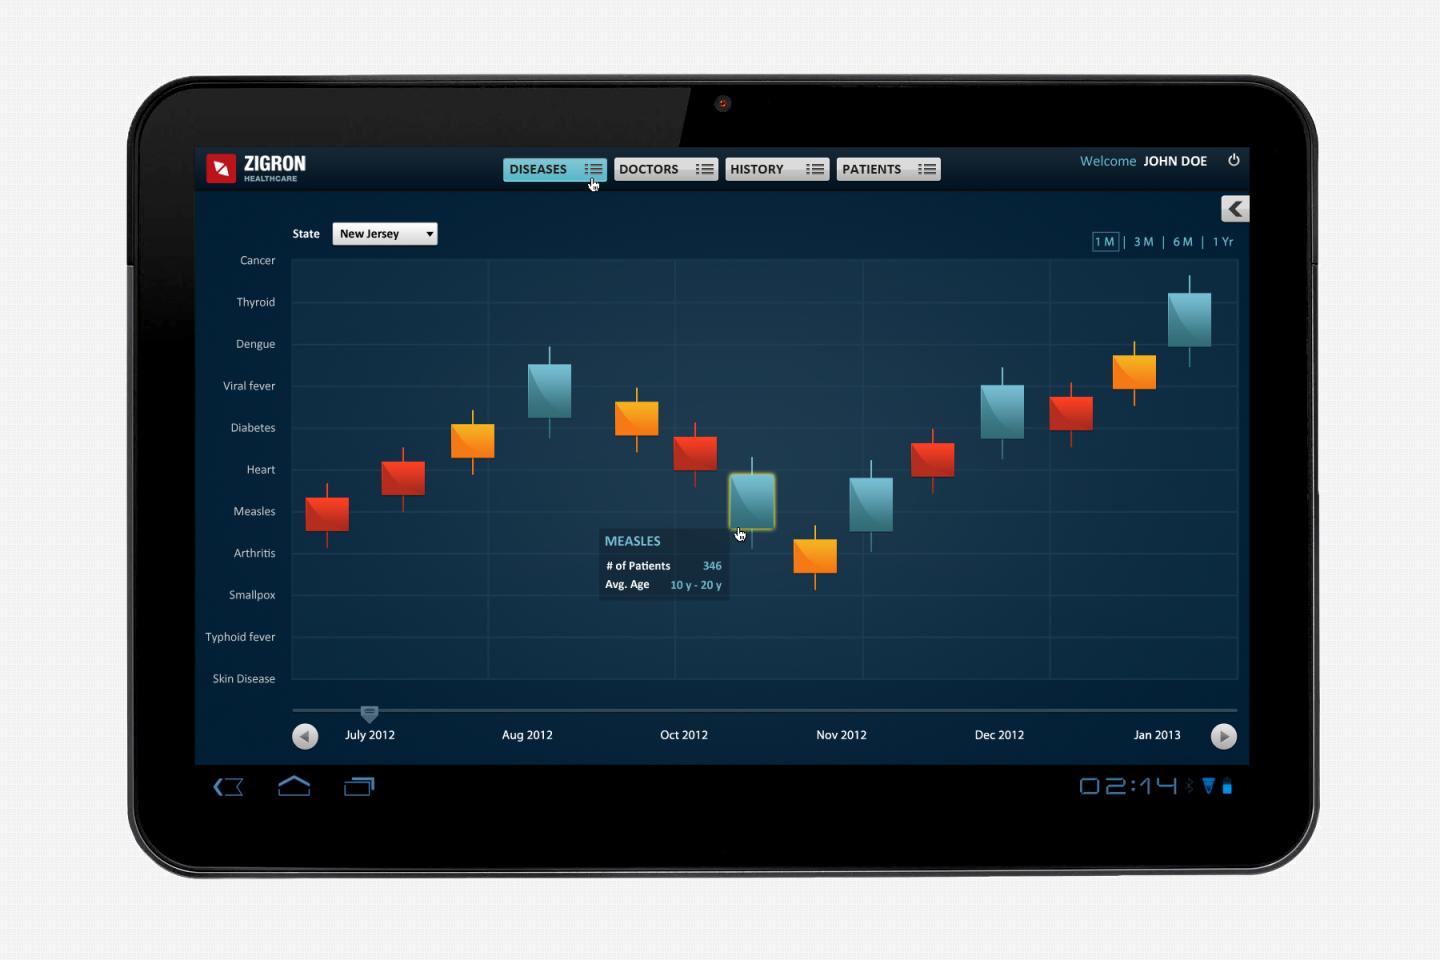 ZIGRON
HEALTHCARE
DISEASES
DOCTORS
HISTORY
PATIENTS
Welcome JOHN DOE
State New Jersey
1 M | 3 M | 6 M | 1 Yr
Cancer
Thyroid
Dengue
Viral fever
Diabetes
Heart
Measles
Arthritis
Smallpox
Typhoid fever
Skin Disease
MEASLES
# of Patients 346
Avg. Age 10 y - 20 y
July 2012
Aug 2012
Oct 2012
Nov 2012
Dec 2012
Jan 2013
02:14